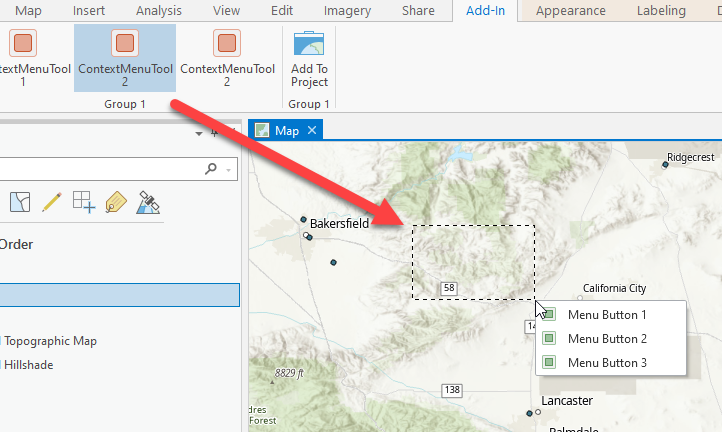 Map Insert Analysis View Edit Imagery Share Add-In Appearance Labeling
ontextMenuTool ContextMenuTool ContextMenuTool Add To
1 2 2 Project
Group 1 Group 1
Map
Ridgecrest
Bakersfield
Order
58
California City
Menu Button 1
14
Menu Button 2
Topographic Map
Menu Button 3
Hillshade
8829 ft
138
Lancaster
dres
Forest
Palmdale